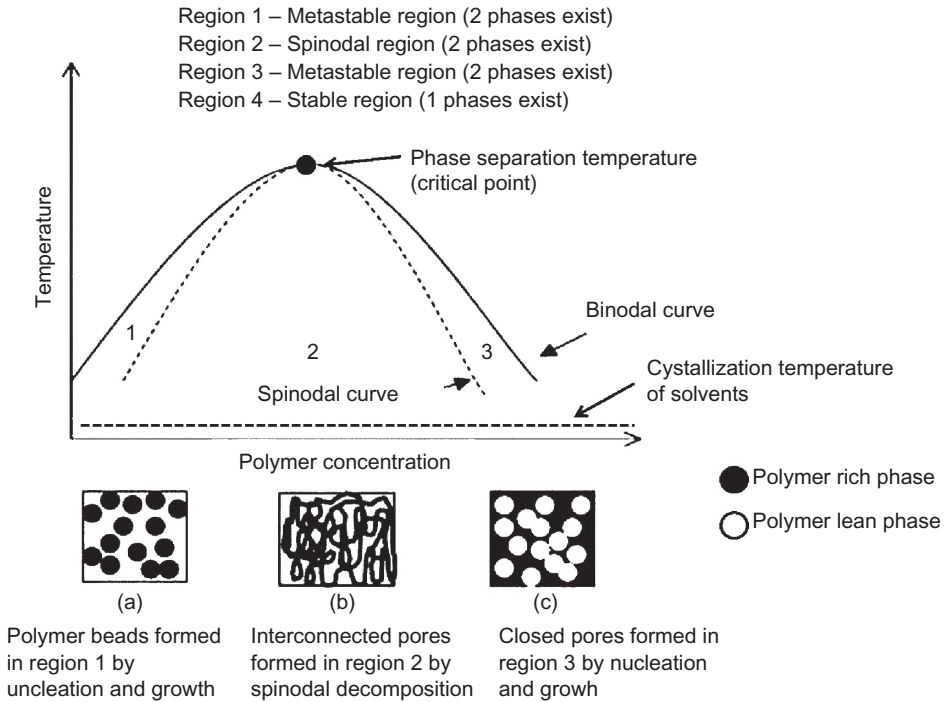 Region 1 – Metastable region (2 phases exist)
Region 2 – Spinodal region (2 phases exist)
Region 3 – Metastable region (2 phases exist)
Region 4 – Stable region (1 phases exist)
Phase separation temperature
(critical point)
Temperature
Binodal curve
1
2
3
Cystallization temperature
of solvents
Spinodal curve
Polymer concentration
Polymer rich phase
Polymer lean phase
(a)
(b)
(c)
Polymer beads formed
in region 1 by
uncleation and growth
Interconnected pores
formed in region 2 by
spinodal decomposition
Closed pores formed in
region 3 by nucleation
and growh